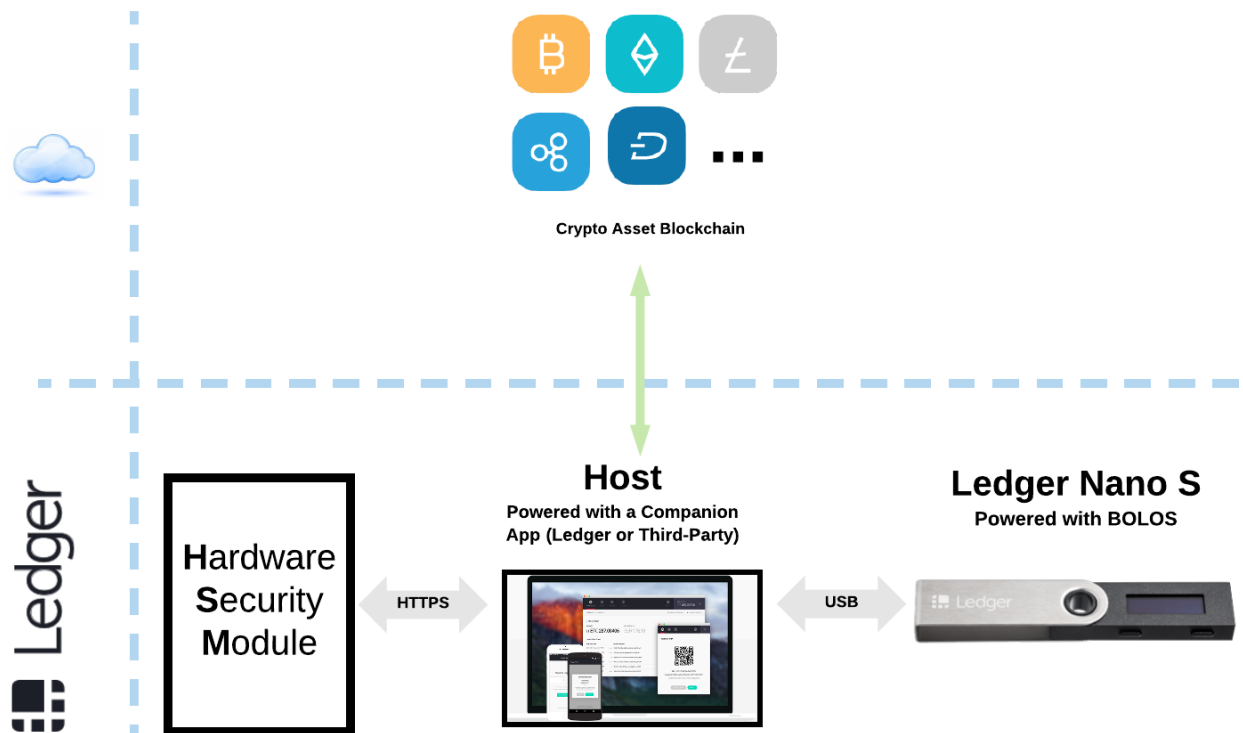 Crypto Asset Blockchain
Host
Powered with a Companion
App (Ledger or Third-Party)
Ledger Nano S
Powered with BOLOS
Hardware
Security
Module
HTTPS
USB
Ledger
Ledger